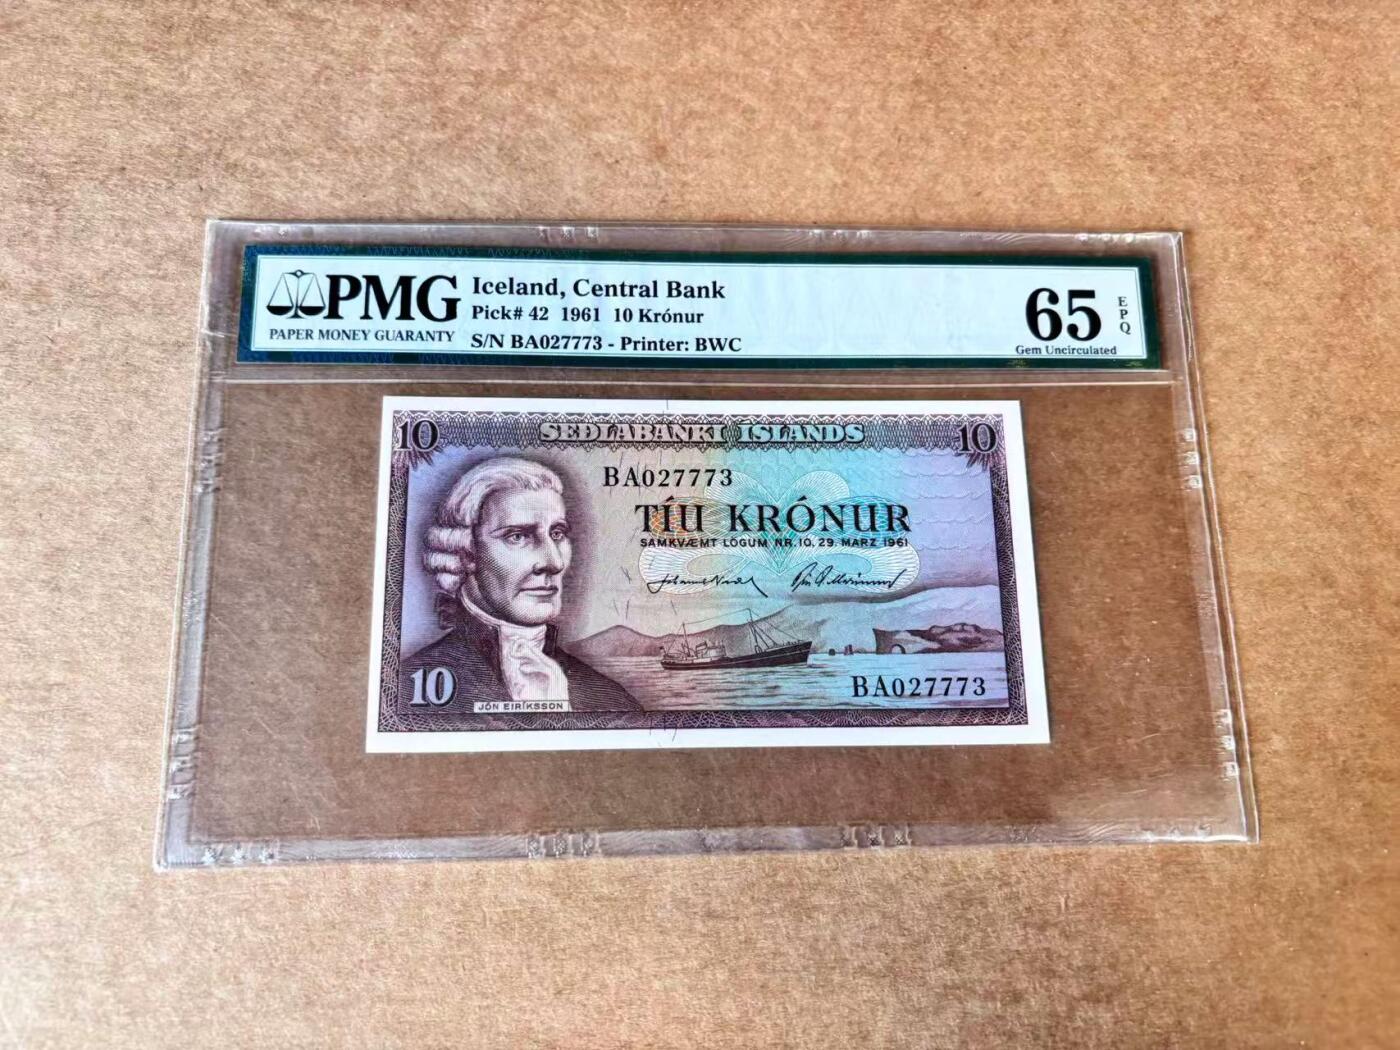 PMG
PAPER MONEY GUARANTY
Iceland, Central Bank
Pick# 42 1961 10 Krónur
S/N BA027773 - Printer: BWC
65
EPQ
Gem Uncirculated
10
SEÐLABANKI ÍSLANDS
10
BA027773
TÍU KRÓNUR
SAMKVÆMT LÖGUM NR. 10, 29. MARZ 1961
10
JÓN EIRÍKSSON
BA027773